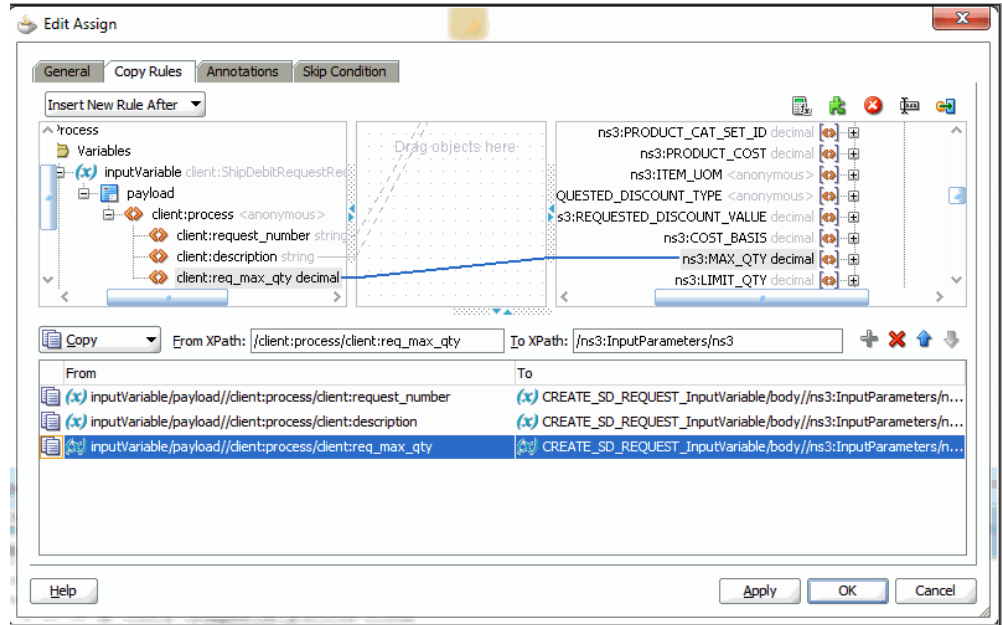 Edit Assign
General Copy Rules Annotations Skip Condition
Insert New Rule After
Process
Variables
inputVariable client:ShipDebitRequestReq
payload
client:process <anonymous>
client:request_number string
client:description string
client:req_max_qty decimal
Drag objects here
ns3:PRODUCT_CAT_SET_ID decimal
ns3:PRODUCT_COST decimal
ns3:ITEM_UOM <anonymous>
QUESTED_DISCOUNT_TYPE <anonymous>
s3:REQUESTED_DISCOUNT_VALUE decimal
ns3:COST_BASIS decimal
ns3:MAX_QTY decimal
ns3:LIMIT_QTY decimal
Copy From XPath: /client:process/client:req_max_qty To XPath: /ns3:InputParameters/ns3
From To
inputVariable/payload//client:process/client:request_number CREATE_SD_REQUEST_InputVariable/body//ns3:InputParameters/n...
inputVariable/payload//client:process/client:description CREATE_SD_REQUEST_InputVariable/body//ns3:InputParameters/n...
inputVariable/payload//client:process/client:req_max_qty CREATE_SD_REQUEST_InputVariable/body//ns3:InputParameters/n...
Help Apply OK Cancel